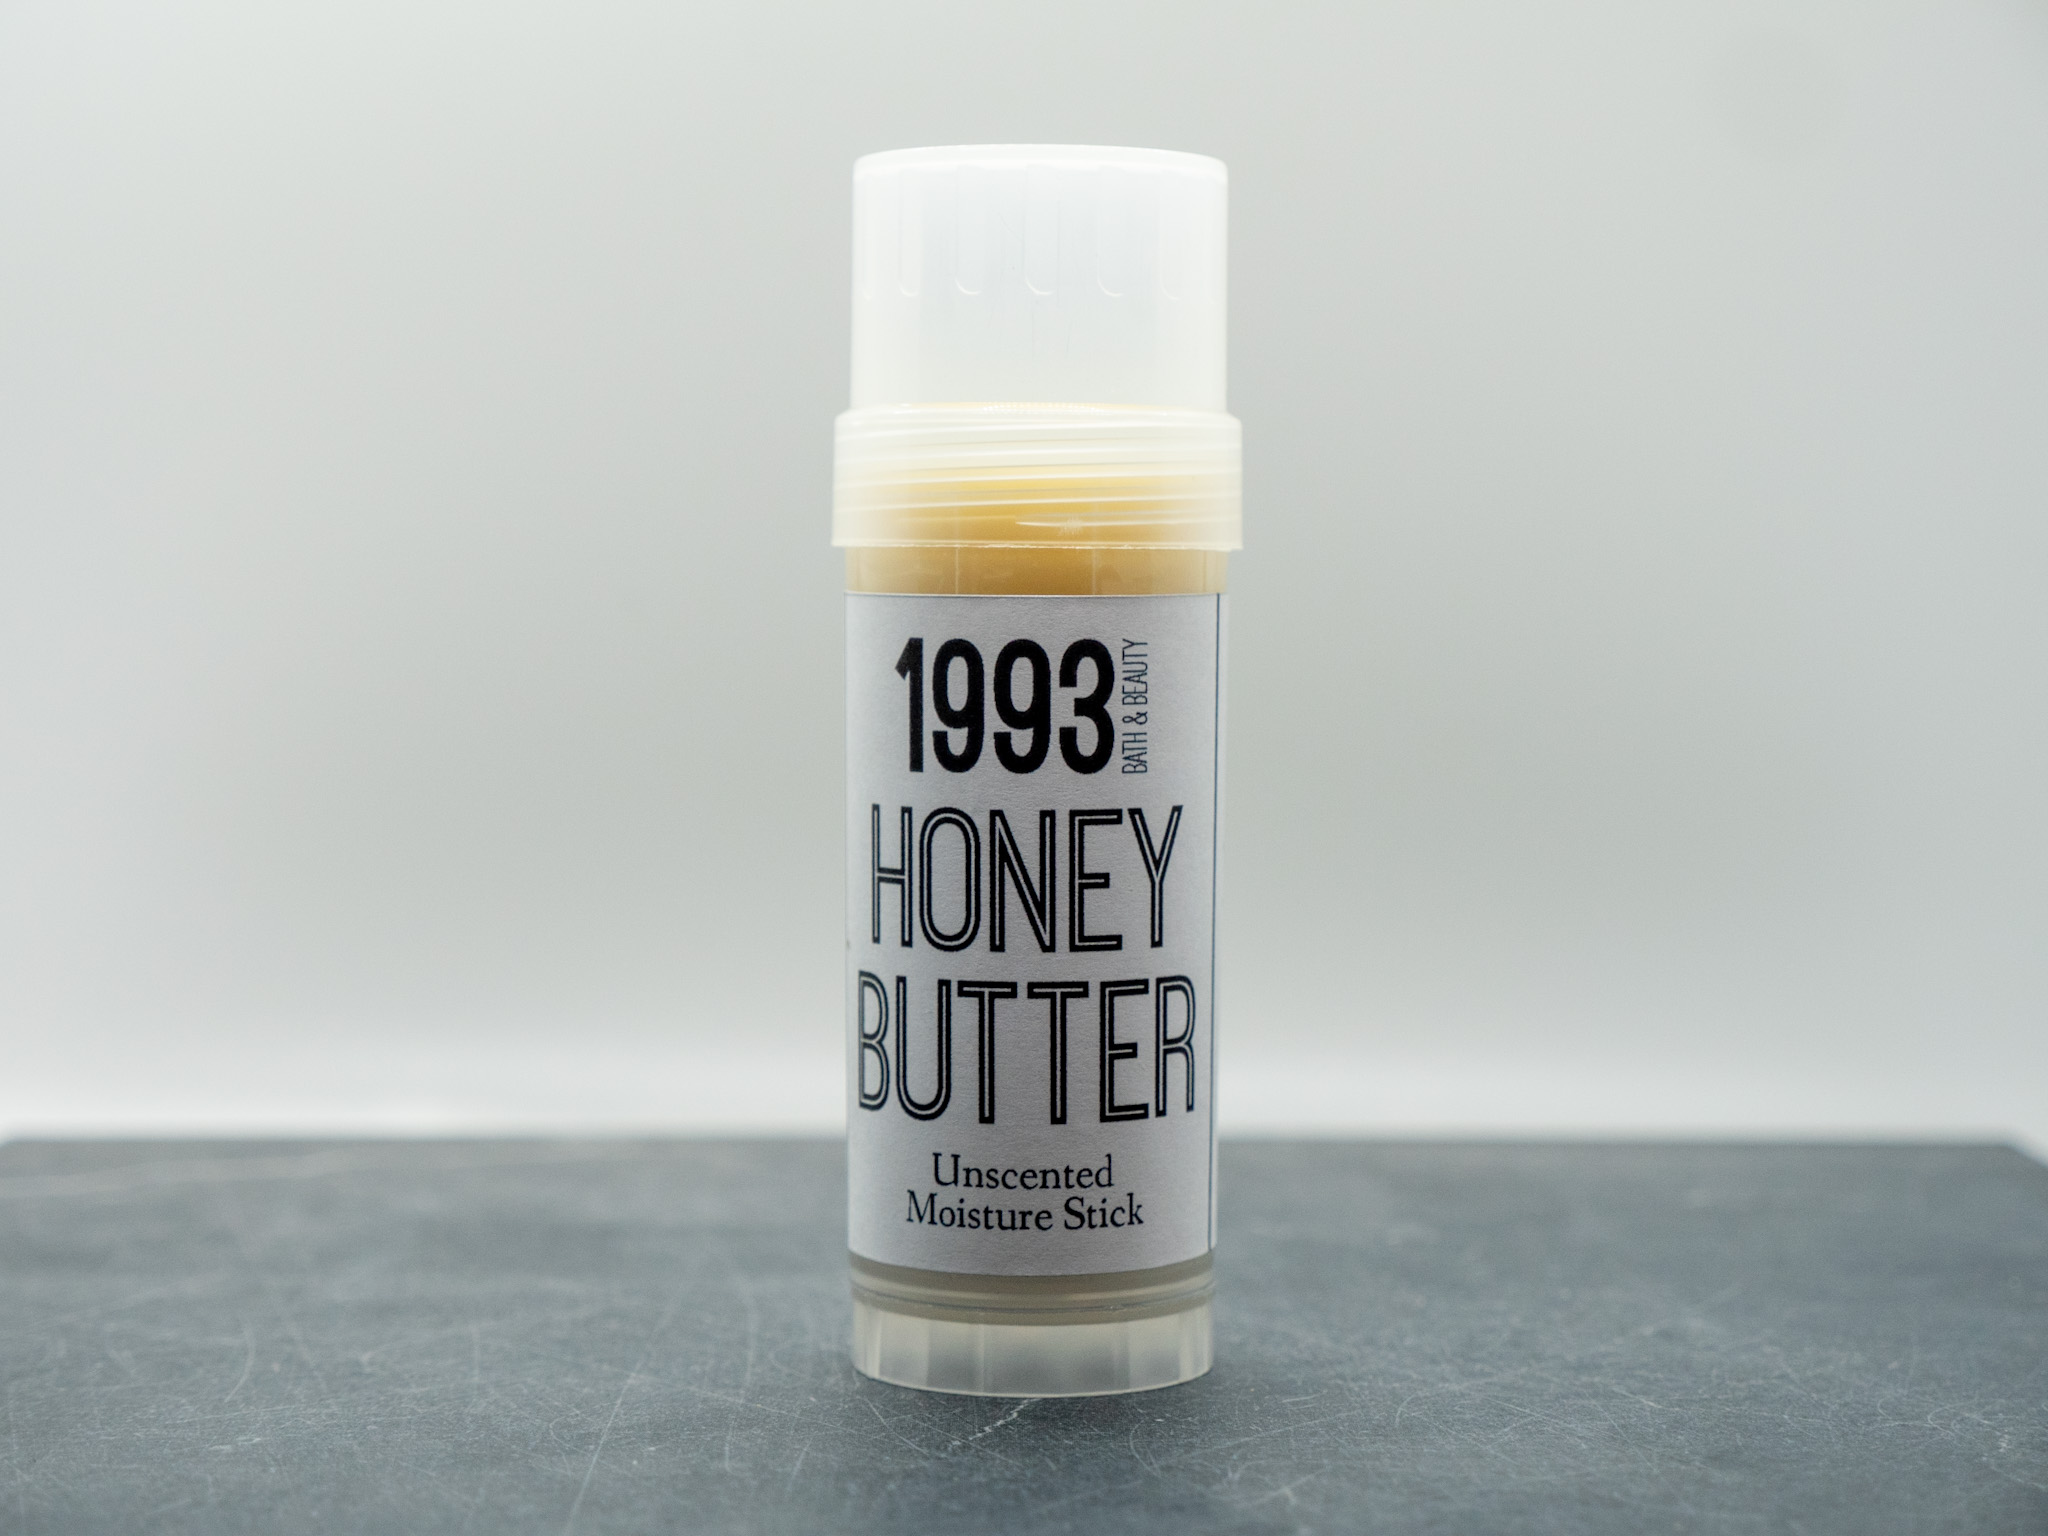 1993
BATH & BEAUTY
HONEY
BUTTER
Unscented
Moisture Stick